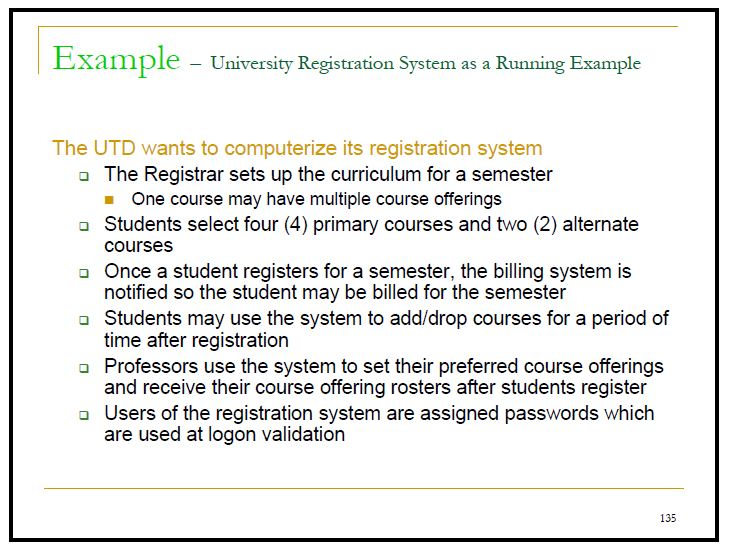 Example – University Registration System as a Running Example
The UTD wants to computerize its registration system
The Registrar sets up the curriculum for a semester
One course may have multiple course offerings
Students select four (4) primary courses and two (2) alternate
courses
Once a student registers for a semester, the billing system is
notified so the student may be billed for the semester
Students may use the system to add/drop courses for a period of
time after registration
Professors use the system to set their preferred course offerings
and receive their course offering rosters after students register
Users of the registration system are assigned passwords which
are used at logon validation
135